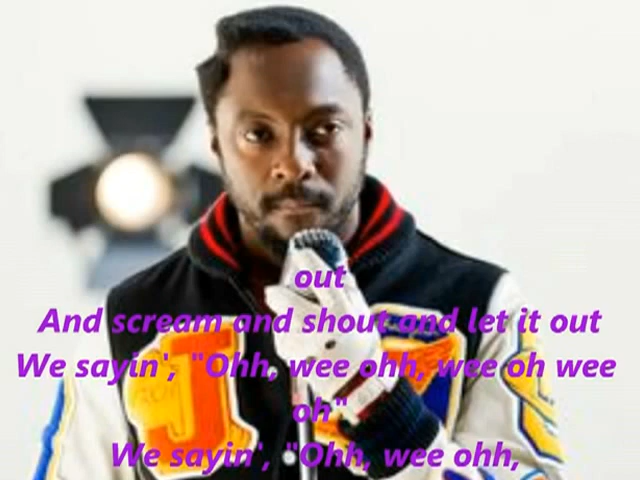 out
And scream and shout and let it out
We sayin', "Ohh, wee ohh, wee oh wee
oh"
We sayin', "Ohh, wee ohh,
J